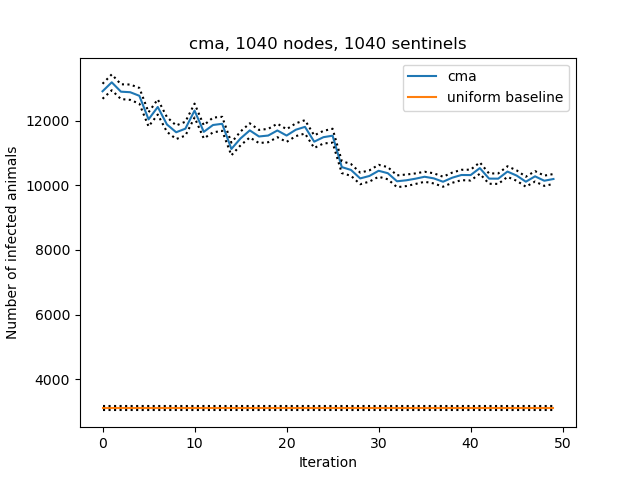 cma, 1040 nodes, 1040 sentinels
cma
uniform baseline
Number of infected animals
12000
10000
8000
6000
4000
0
10
20
30
40
50
Iteration